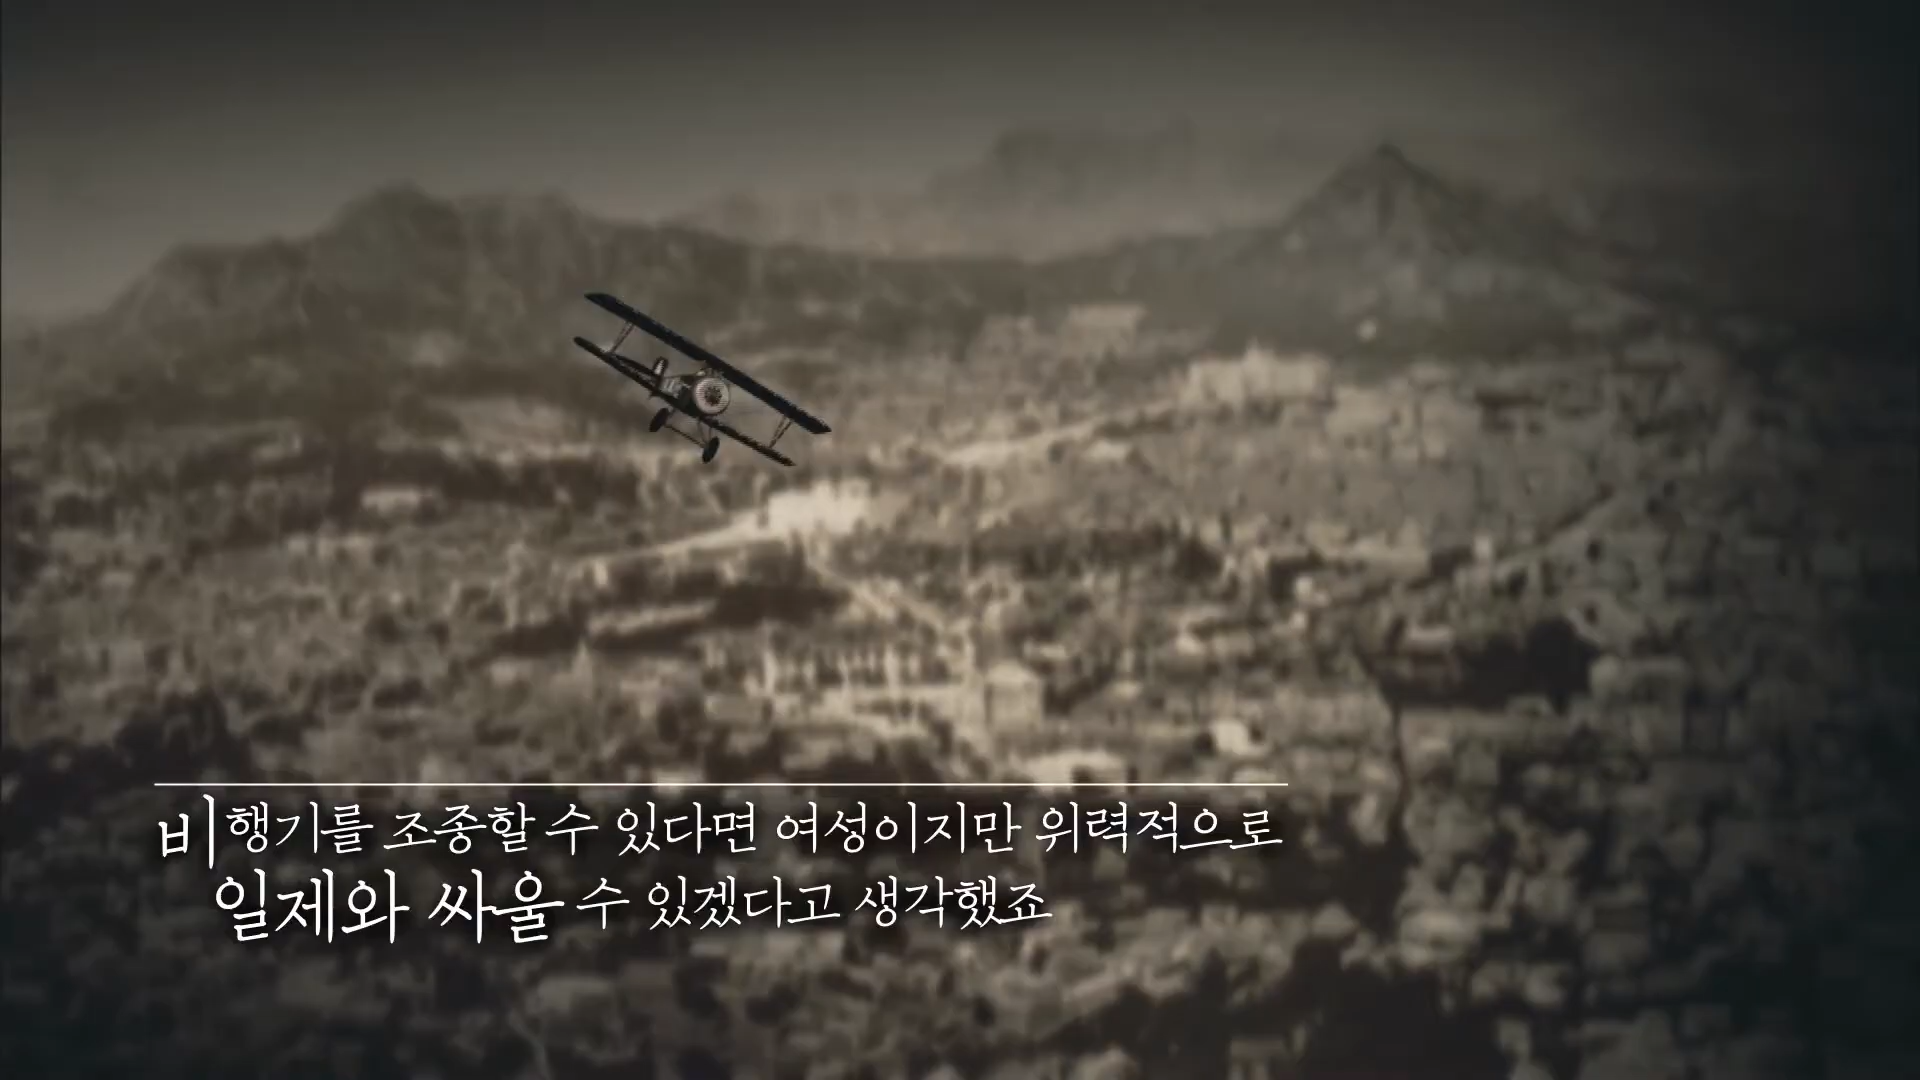 비행기를 조종할 수 있다면 여성이지만 위력적으로
일제와 싸울 수 있겠다고 생각했죠